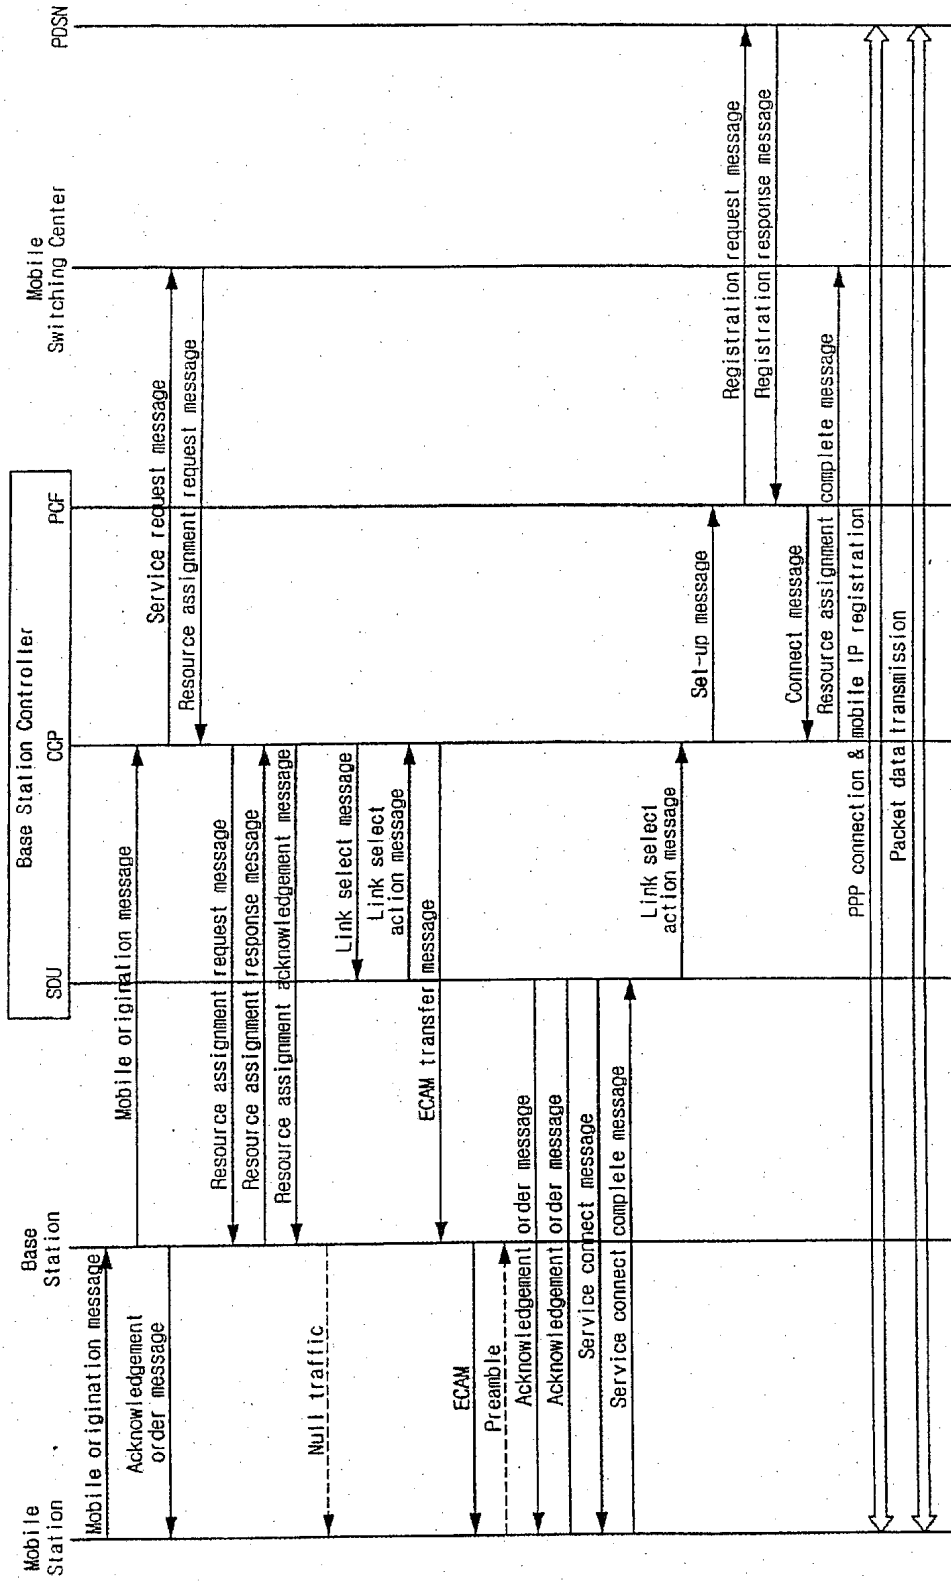 Base Station Controller
Mobile
Station
Base
Station
SDU
CCP
PCF
Mobile
Switching Center
PDSN
Mobile origination message
Mobile origination message
Acknowledgement
order message
Service request message
Resource assignment request message
Resource assignment request message
Resource assignment response message
Resource assignment acknowledgement message
Null traffic
Link select message
Link select
action message
ECAM transfer message
ECAM
Preamble
Acknowledgement order message
Acknowledgement order message
Service connect message
Service connect complete message
Link select
action message
Set-up message
Registration request message
Registration response message
Connect message
Resource assignment complete message
PPP connection & mobile IP registration
Packet data transmission